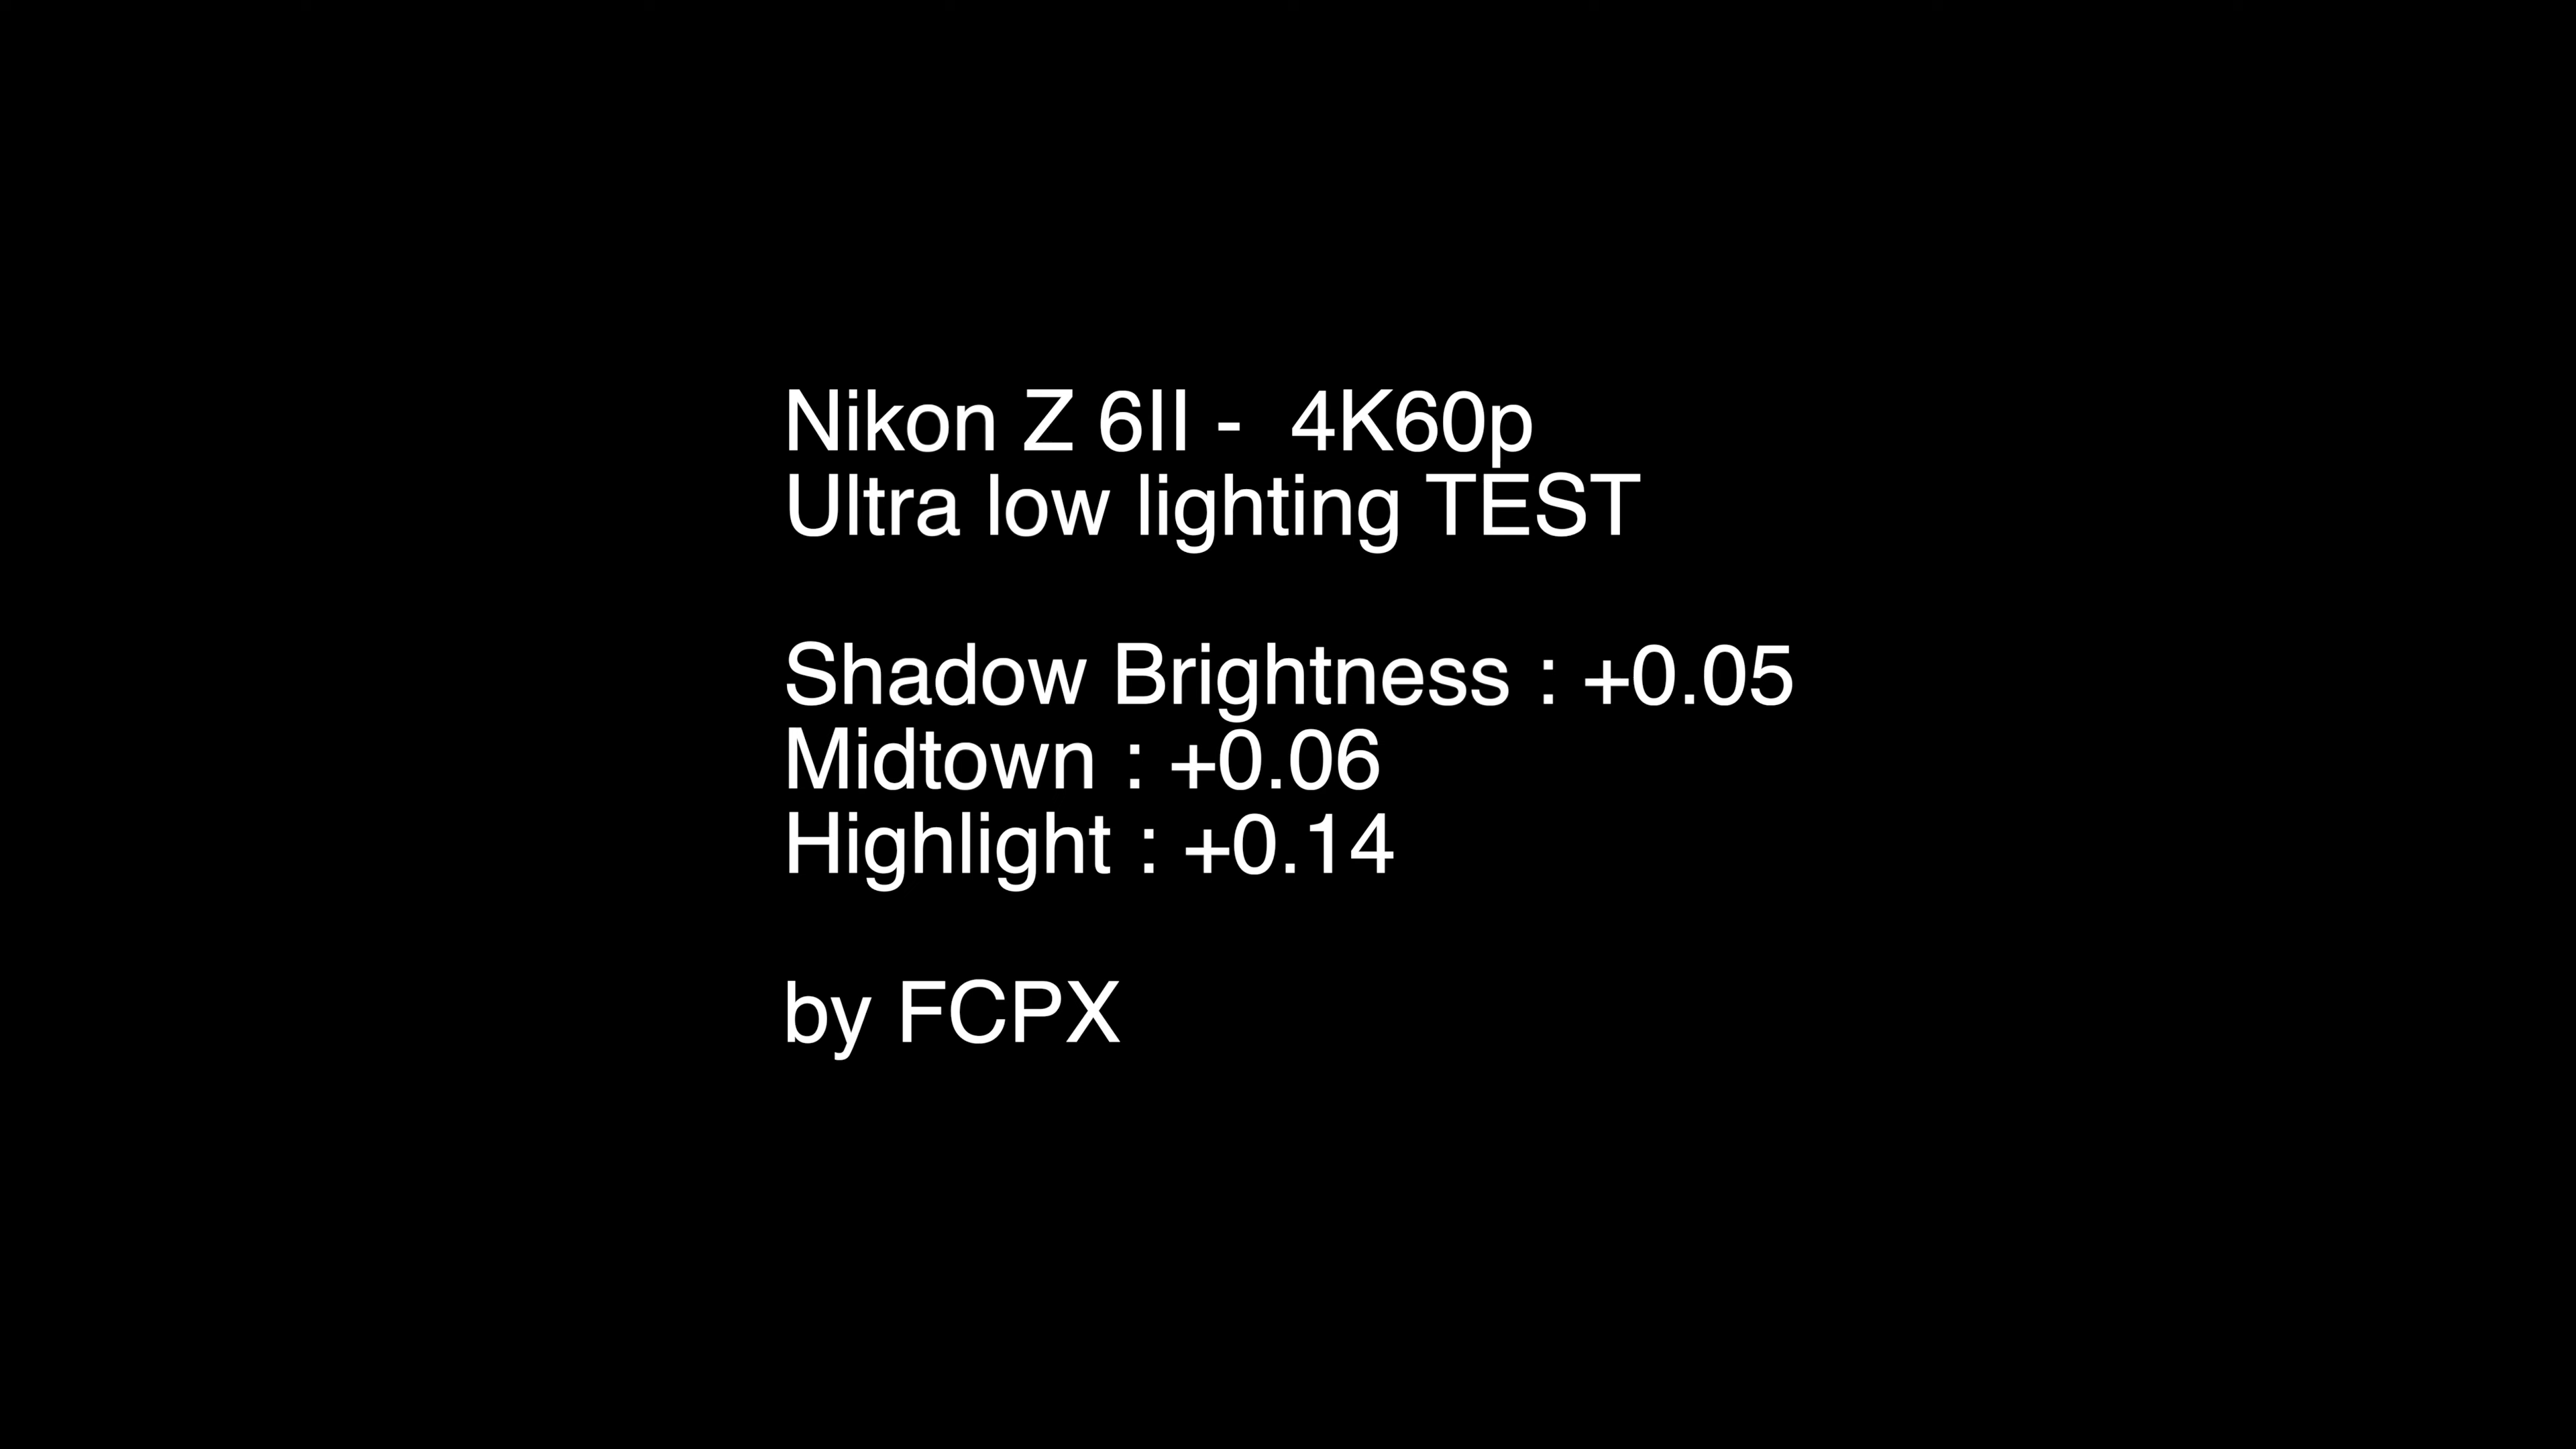 Nikon Z 6II -  4K60p
Ultra low lighting TEST
Shadow Brightness : +0.05
Midtown : +0.06
Highlight : +0.14
by FCPX